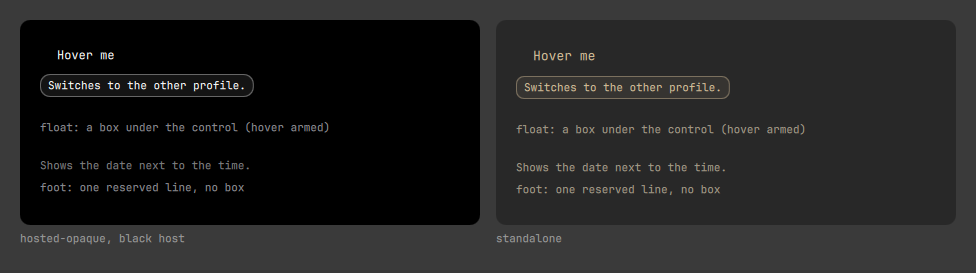 Hover me
Switches to the other profile.
float: a box under the control (hover armed)
Shows the date next to the time.
foot: one reserved line, no box
hosted-opaque, black host
Hover me
Switches to the other profile.
float: a box under the control (hover armed)
Shows the date next to the time.
foot: one reserved line, no box
standalone